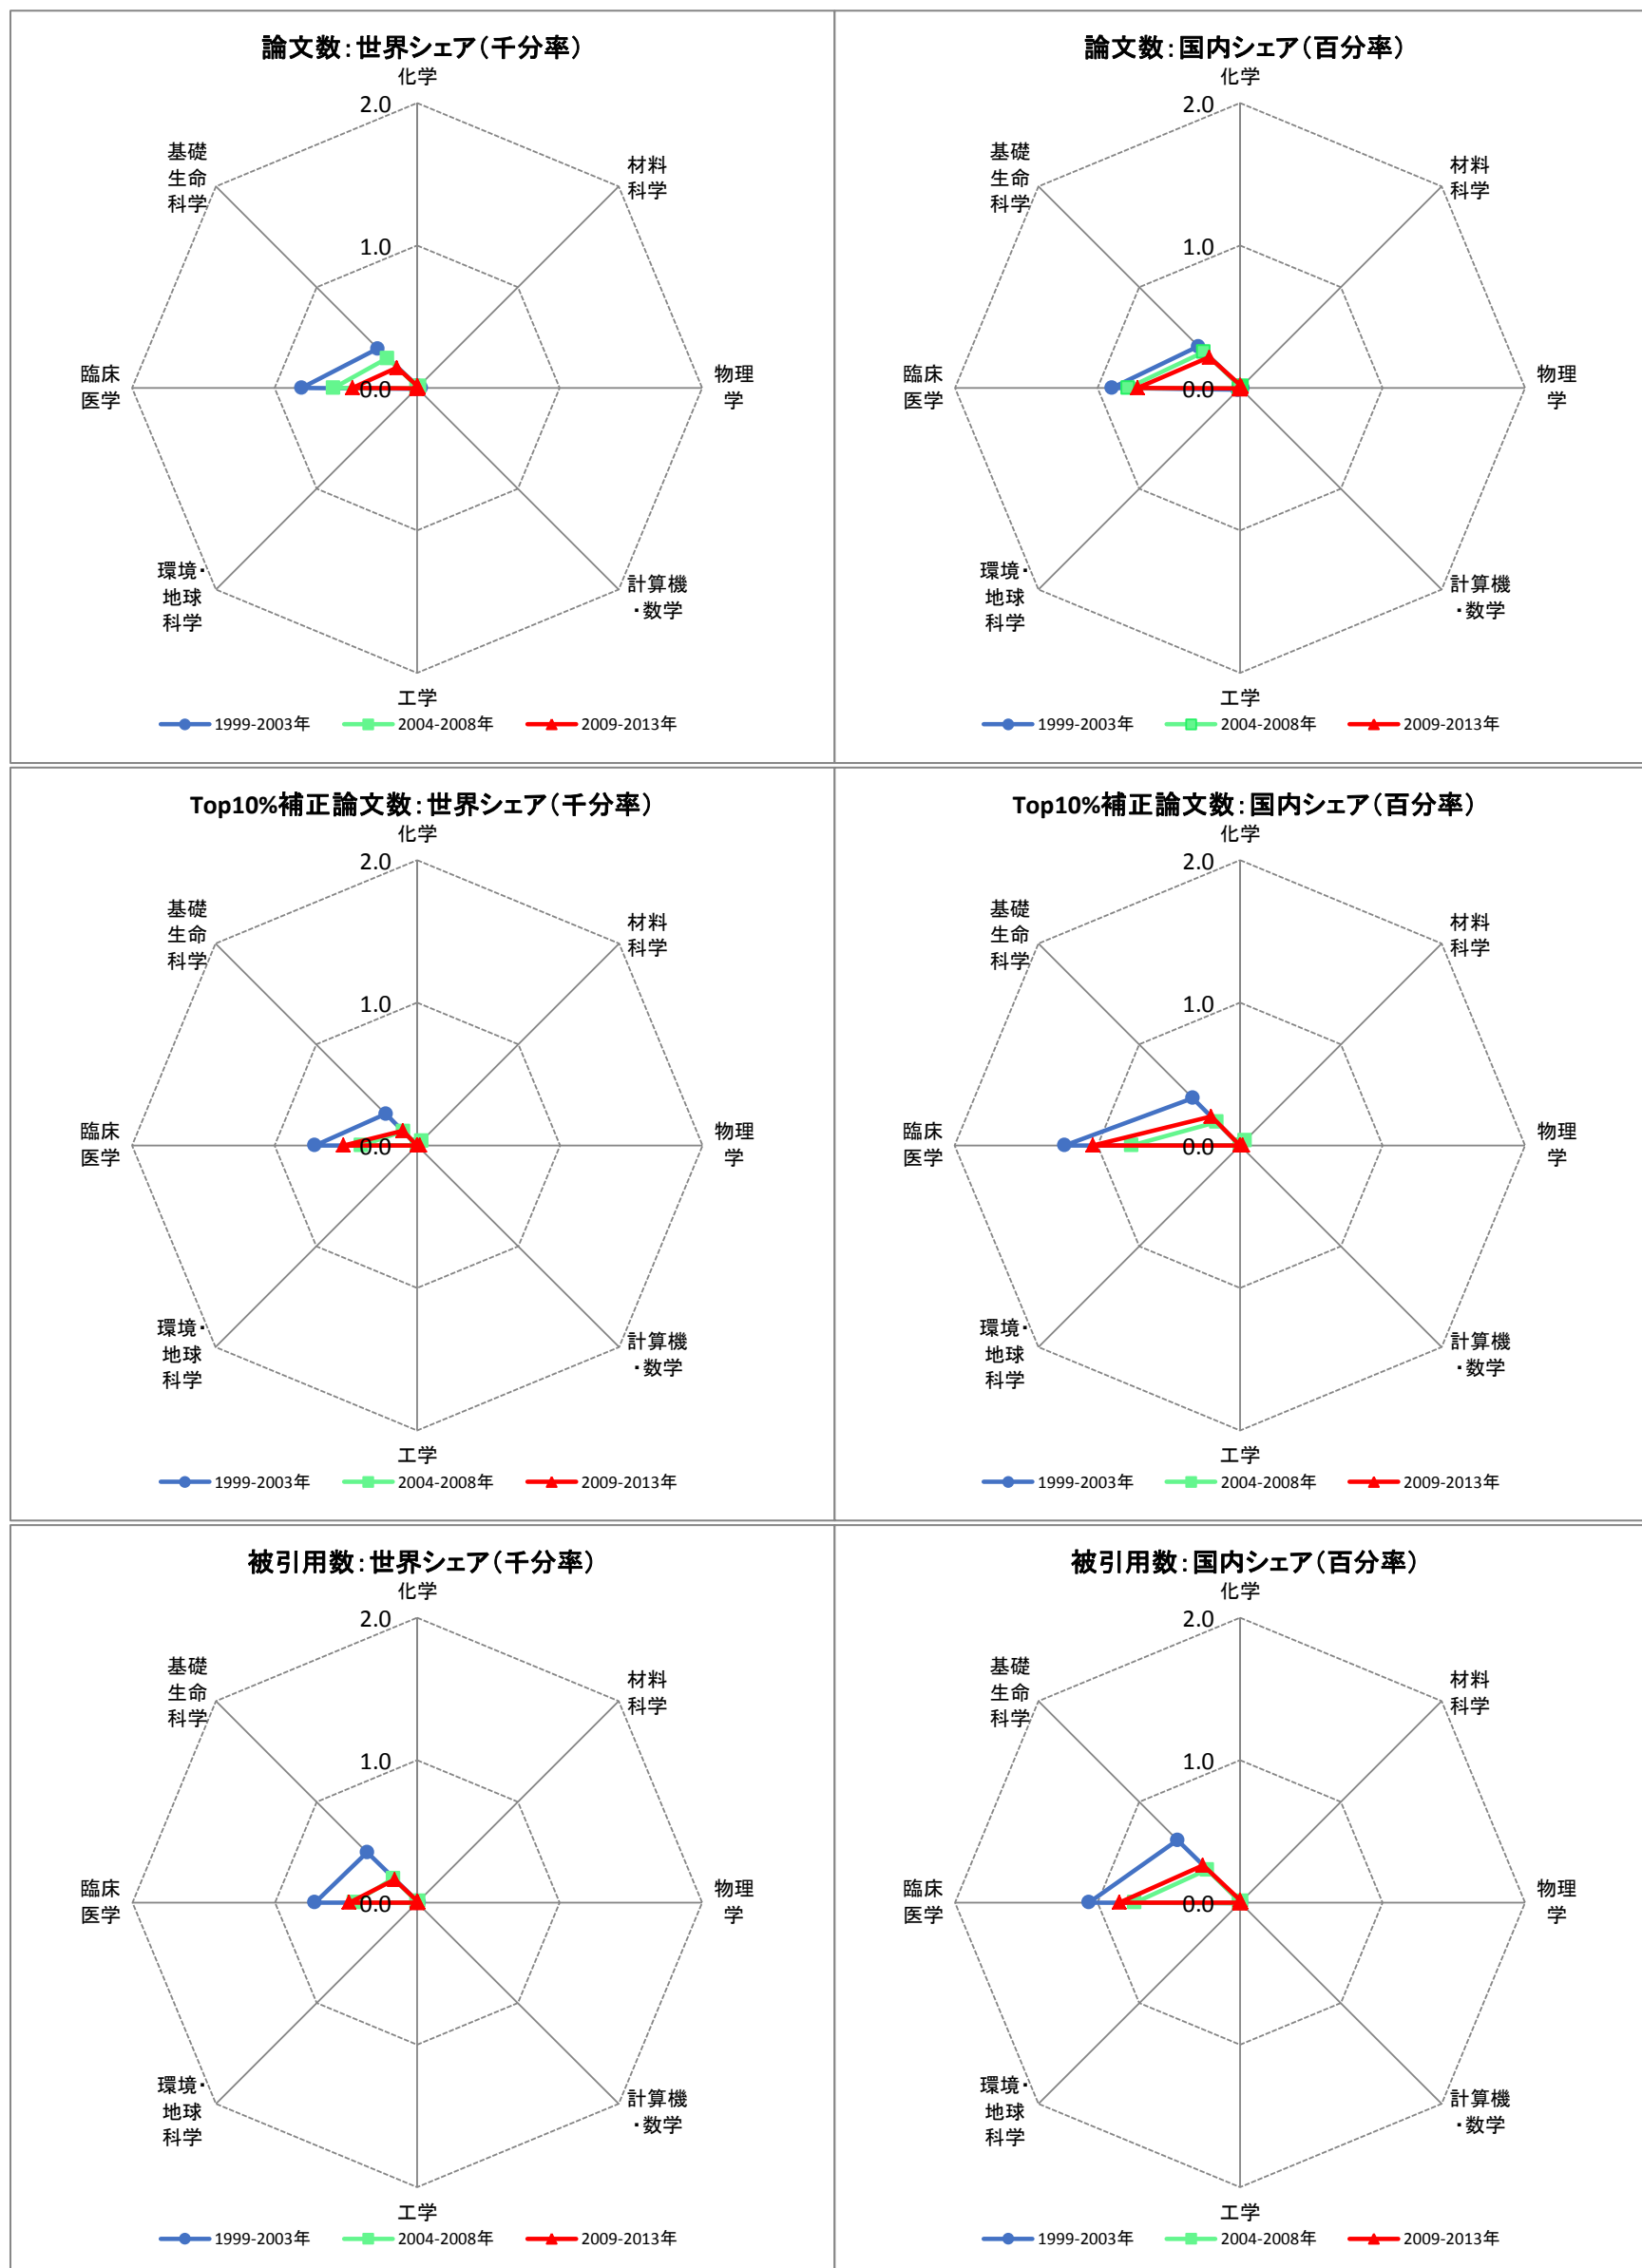 論文数：世界シェア（千分率）
化学
2.0
基礎
生命
科学
材料
科学
1.0
臨床
医学
0.0
物理
学
環境・
地球
科学
計算機
・数学
工学
1999-2003年
2004-2008年
2009-2013年
論文数：国内シェア（百分率）
化学
2.0
基礎
生命
科学
材料
科学
1.0
臨床
医学
0.0
物理
学
環境・
地球
科学
計算機
・数学
工学
1999-2003年
2004-2008年
2009-2013年
Top10%補正論文数：世界シェア（千分率）
化学
2.0
基礎
生命
科学
材料
科学
1.0
臨床
医学
0.0
物理
学
環境・
地球
科学
計算機
・数学
工学
1999-2003年
2004-2008年
2009-2013年
Top10%補正論文数：国内シェア（百分率）
化学
2.0
基礎
生命
科学
材料
科学
1.0
臨床
医学
0.0
物理
学
環境・
地球
科学
計算機
・数学
工学
1999-2003年
2004-2008年
2009-2013年
被引用数：世界シェア（千分率）
化学
2.0
基礎
生命
科学
材料
科学
1.0
臨床
医学
0.0
物理
学
環境・
地球
科学
計算機
・数学
工学
1999-2003年
2004-2008年
2009-2013年
被引用数：国内シェア（百分率）
化学
2.0
基礎
生命
科学
材料
科学
1.0
臨床
医学
0.0
物理
学
環境・
地球
科学
計算機
・数学
工学
1999-2003年
2004-2008年
2009-2013年